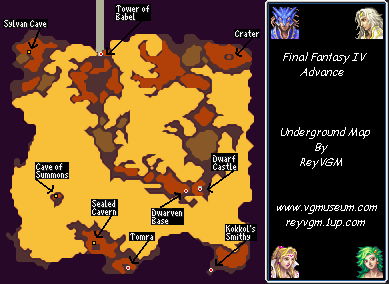 Tower of
Babel
Sylvan Cave
Crater
Cave of
Summons
Sealed
Cavern
Tomra
Dwarven
Base
Dwarf
Castle
Kokkol's
Smithy
Final Fantasy IV
Advance
Underground Map
By
ReyVGM
www.vgmuseum.com
reyvgm.1up.com